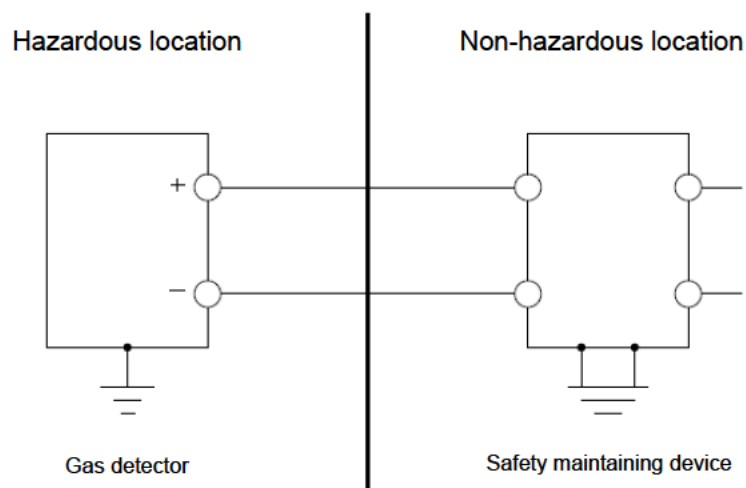 Hazardous location
Non-hazardous location
+
−
Gas detector
Safety maintaining device